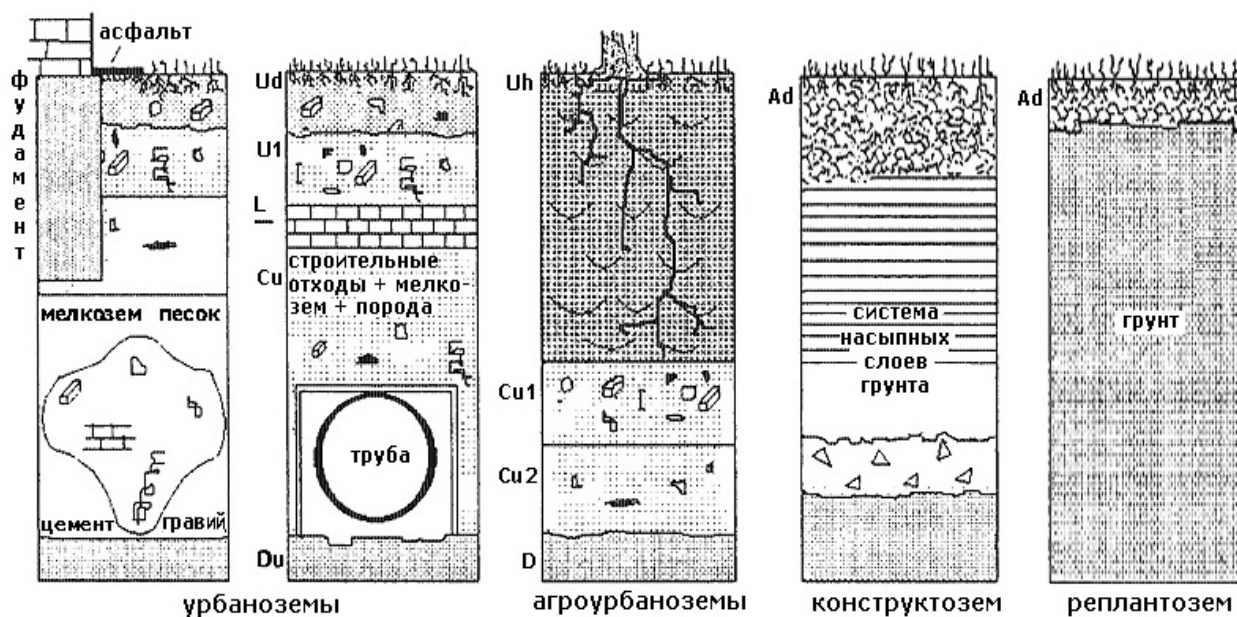 асфальт
фудамент
мелкозем песок
цемент гравий
Ud
U1
L
Cu
строительные
отходы + мелко-
зем + порода
труба
Du
урбаноземы
Uh
Cu1
Cu2
D
агроурбаноземы
Ad
система
насыпных
слоев
грунта
конструктозем
Ad
грунт
реплантозем